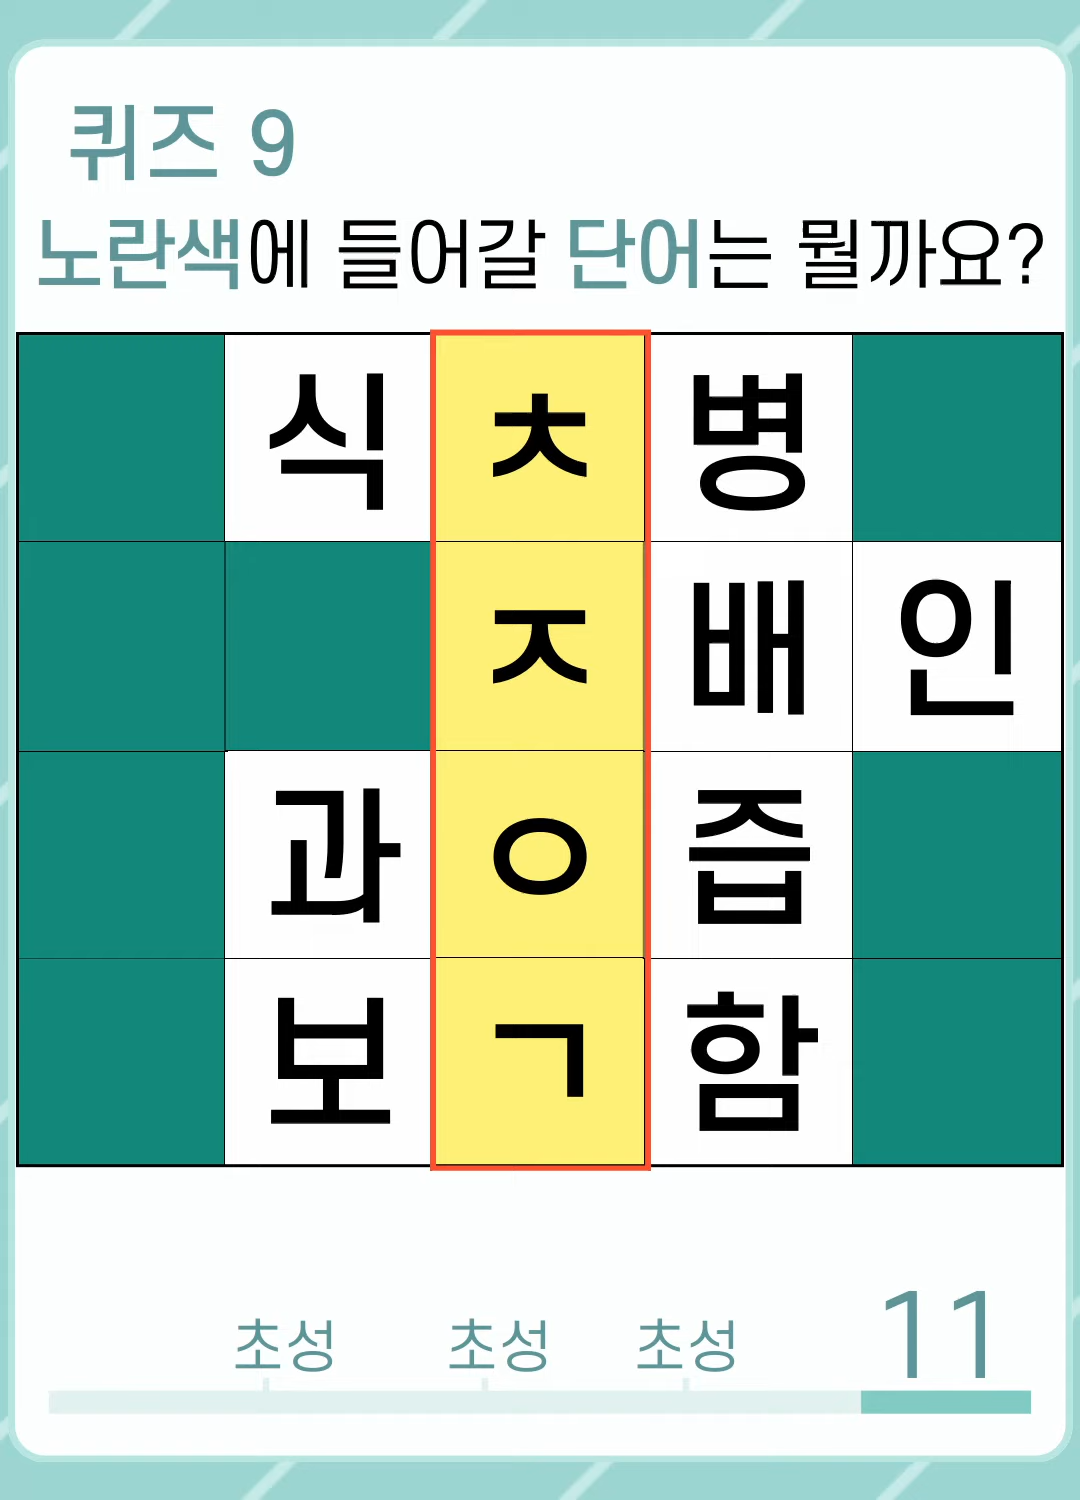 퀴즈 9
노란색에 들어갈 단어는 뭘까요?
식 ㅊ 병
ㅈ 배 인
과 ㅇ 즙
보 ㄱ 함
11
초성 초성 초성